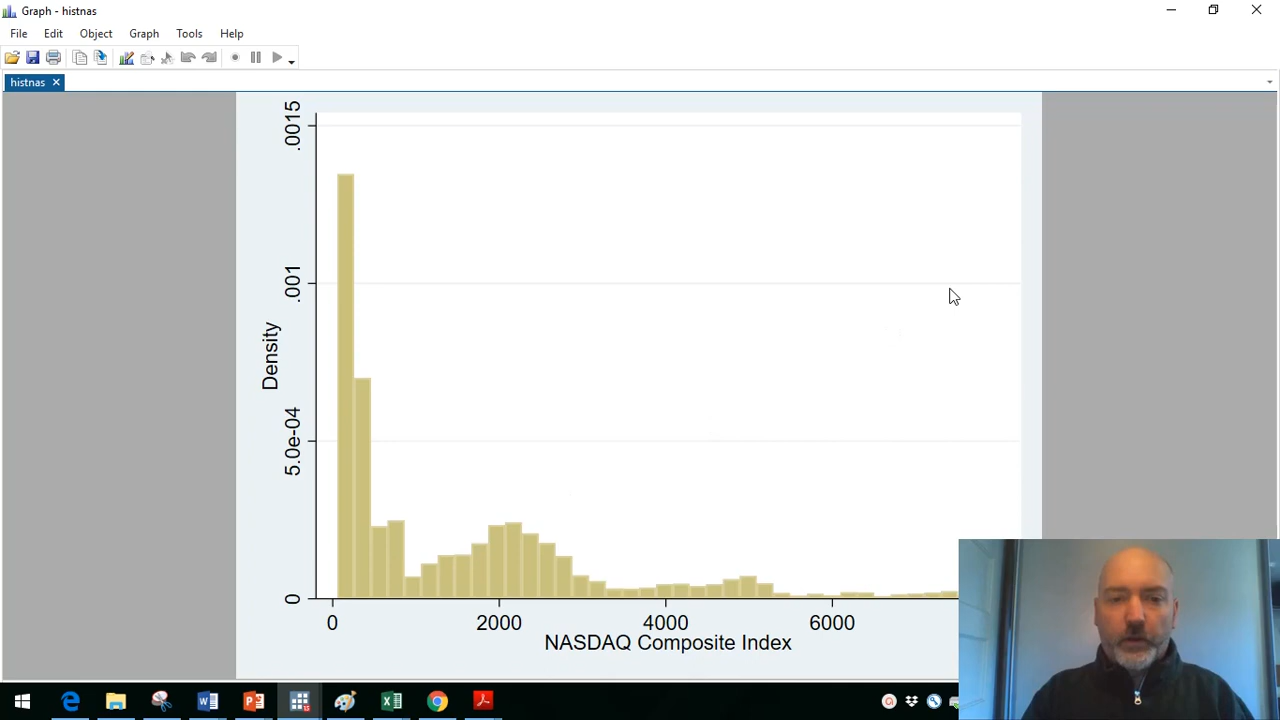 Graph - histnas
File Edit Object Graph Tools Help
histnas
.0015
.001
5.0e-04
0
Density
0 2000 4000 6000
NASDAQ Composite Index